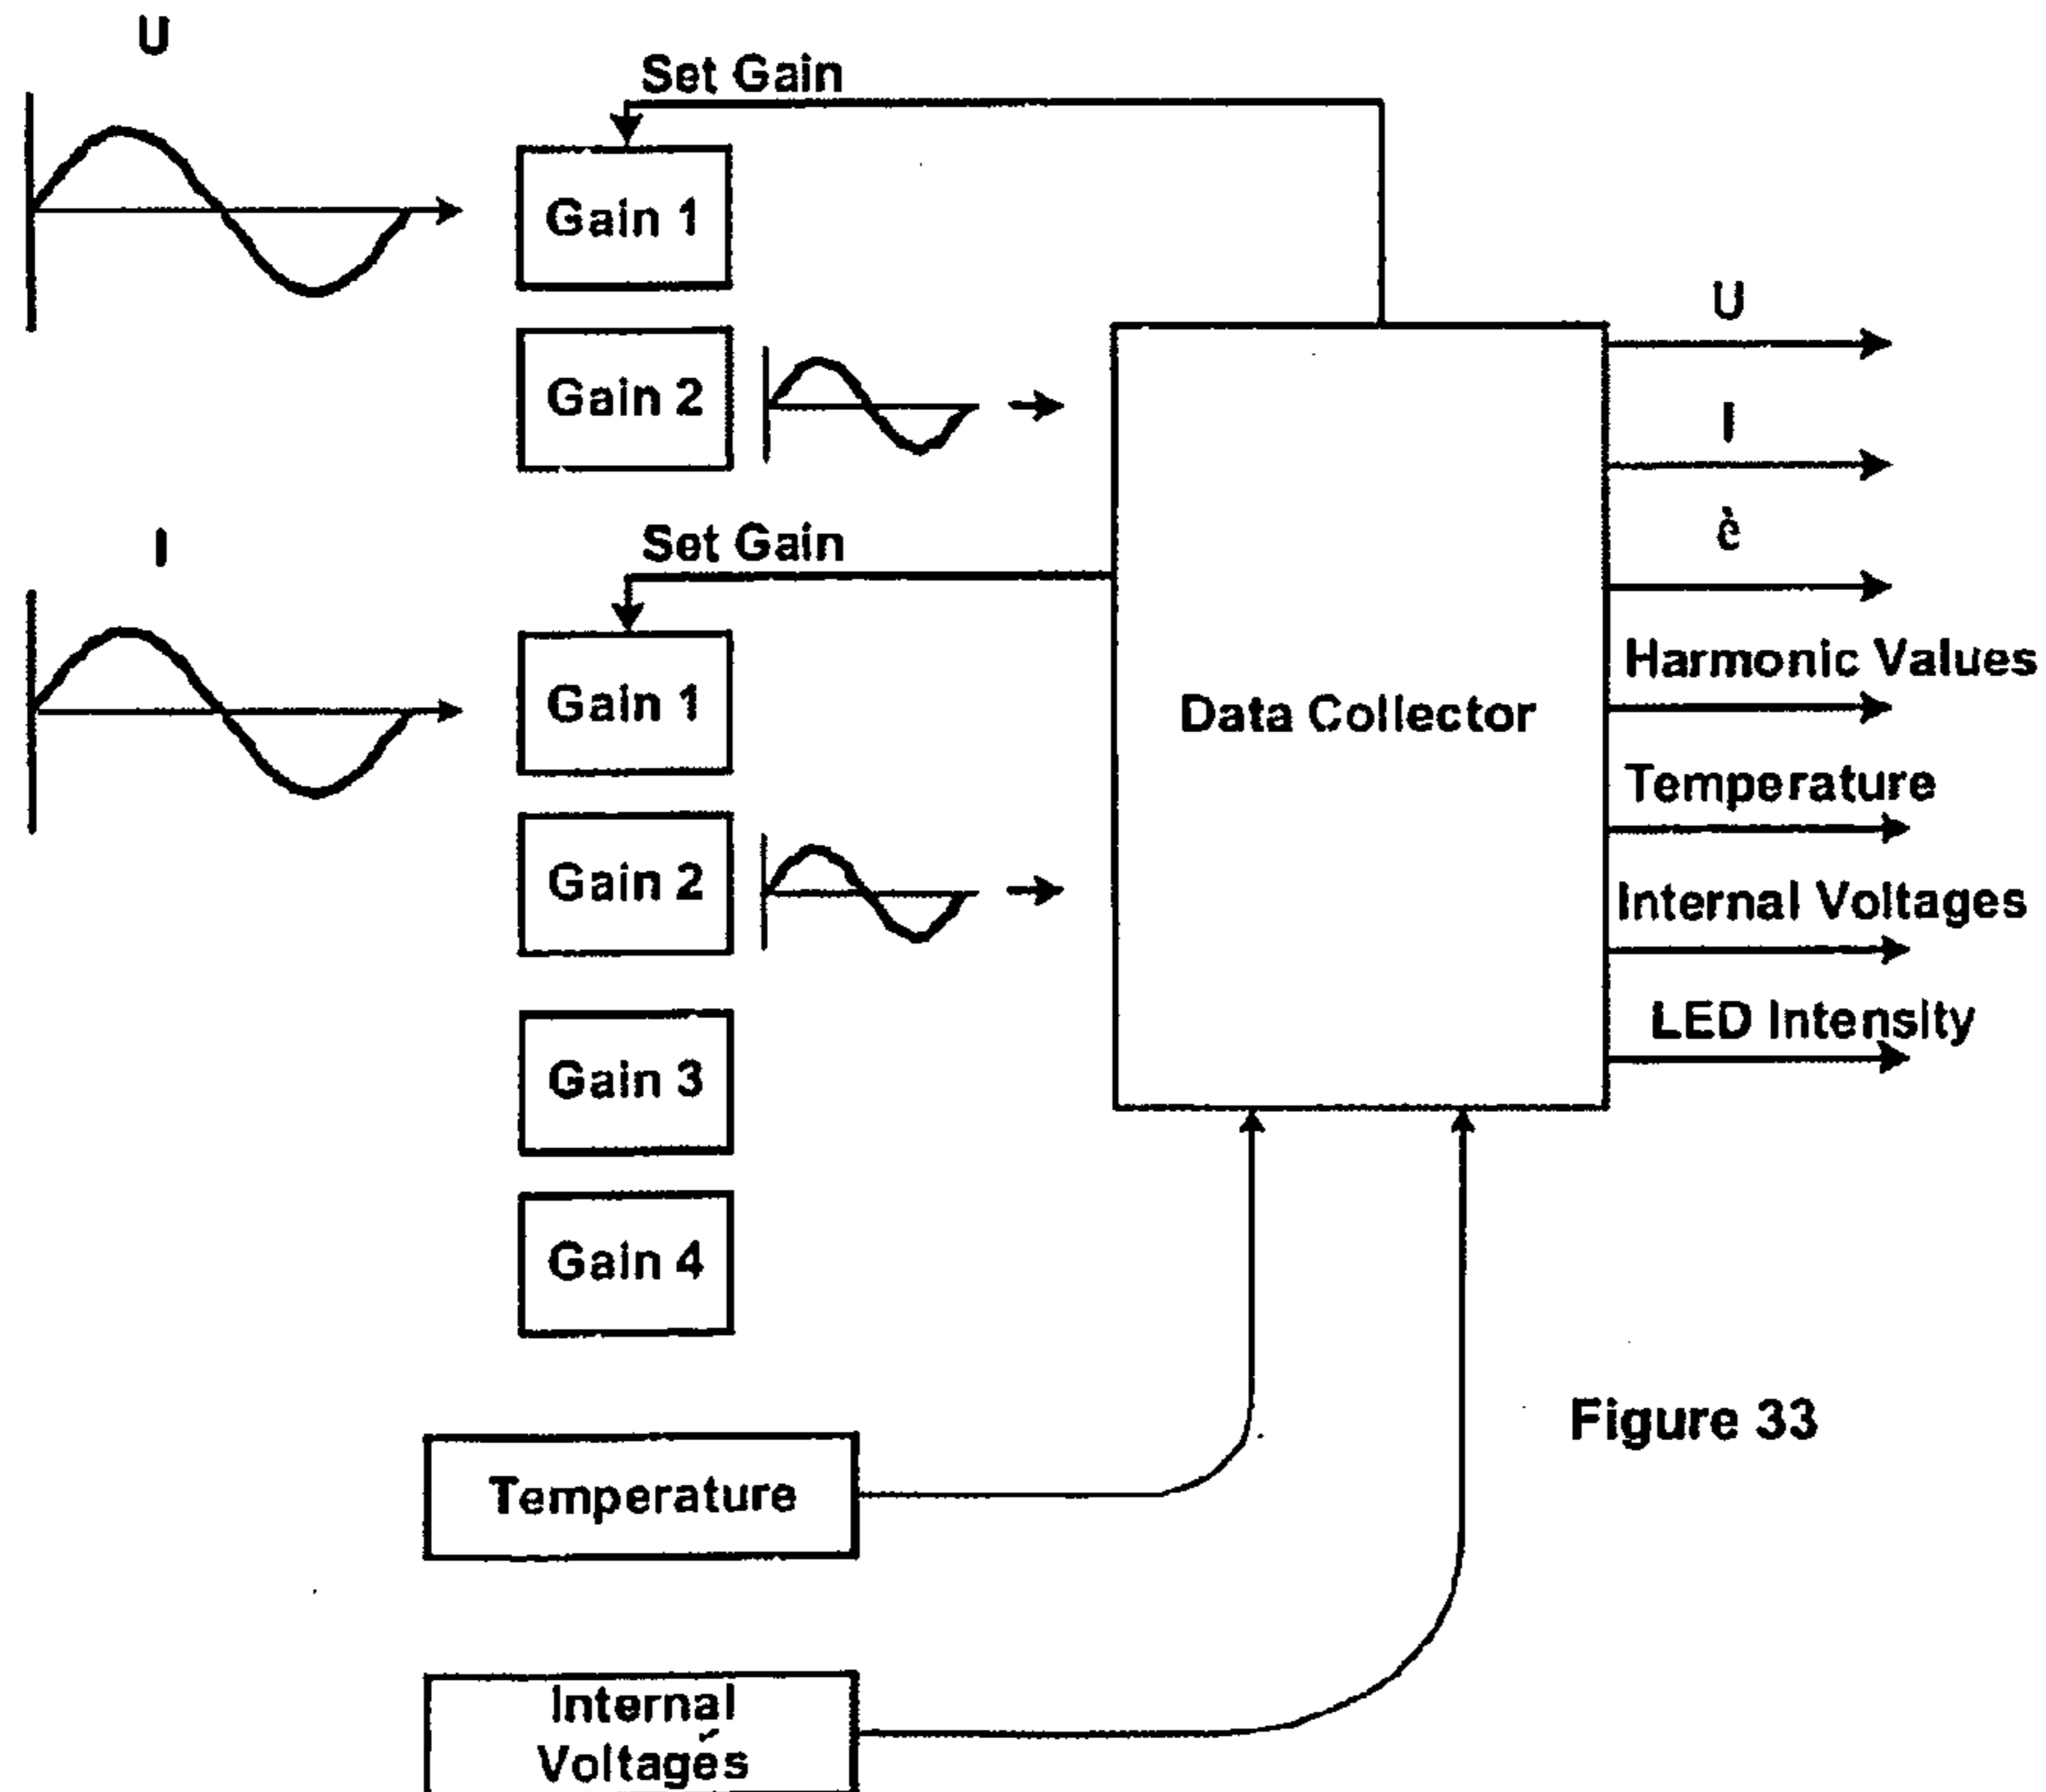 U
Set Gain
Gain 1
Gain 2
I
Set Gain
Gain 1
Gain 2
Gain 3
Gain 4
Temperature
Internal
Voltages
Data Collector
U
I
è
Harmonic Values
Temperature
Internal Voltages
LED Intensity
Figure 33